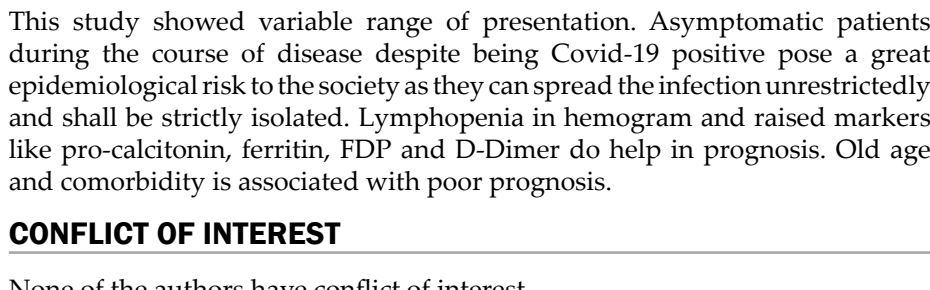 This study showed variable range of presentation. Asymptomatic patients
during the course of disease despite being Covid-19 positive pose a great
epidemiological risk to the society as they can spread the infection unrestrictedly
and shall be strictly isolated. Lymphopenia in hemogram and raised markers
like pro-calcitonin, ferritin, FDP and D-Dimer do help in prognosis. Old age
and comorbidity is associated with poor prognosis.
CONFLICT OF INTEREST
None of the authors have conflict of interest